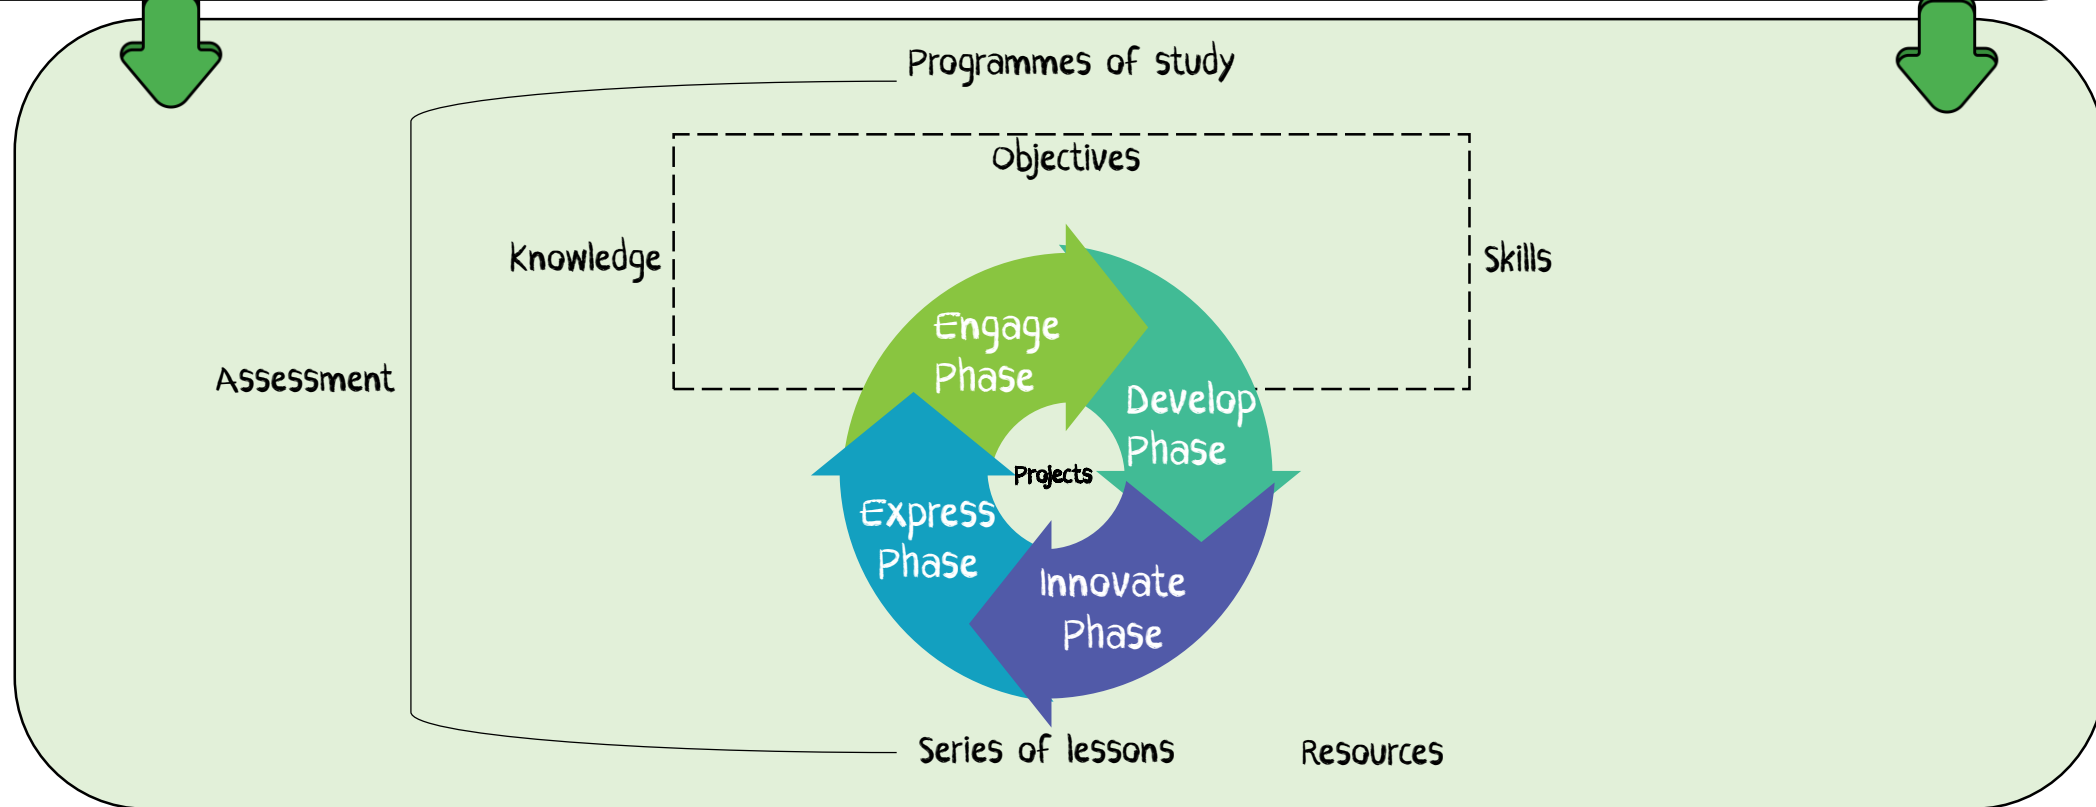 Programmes of study
Objectives
Knowledge
Skills
Engage
Phase
Assessment
Develop
Phase
Projects
Express
Phase
Innovate
Phase
Series of lessons
Resources